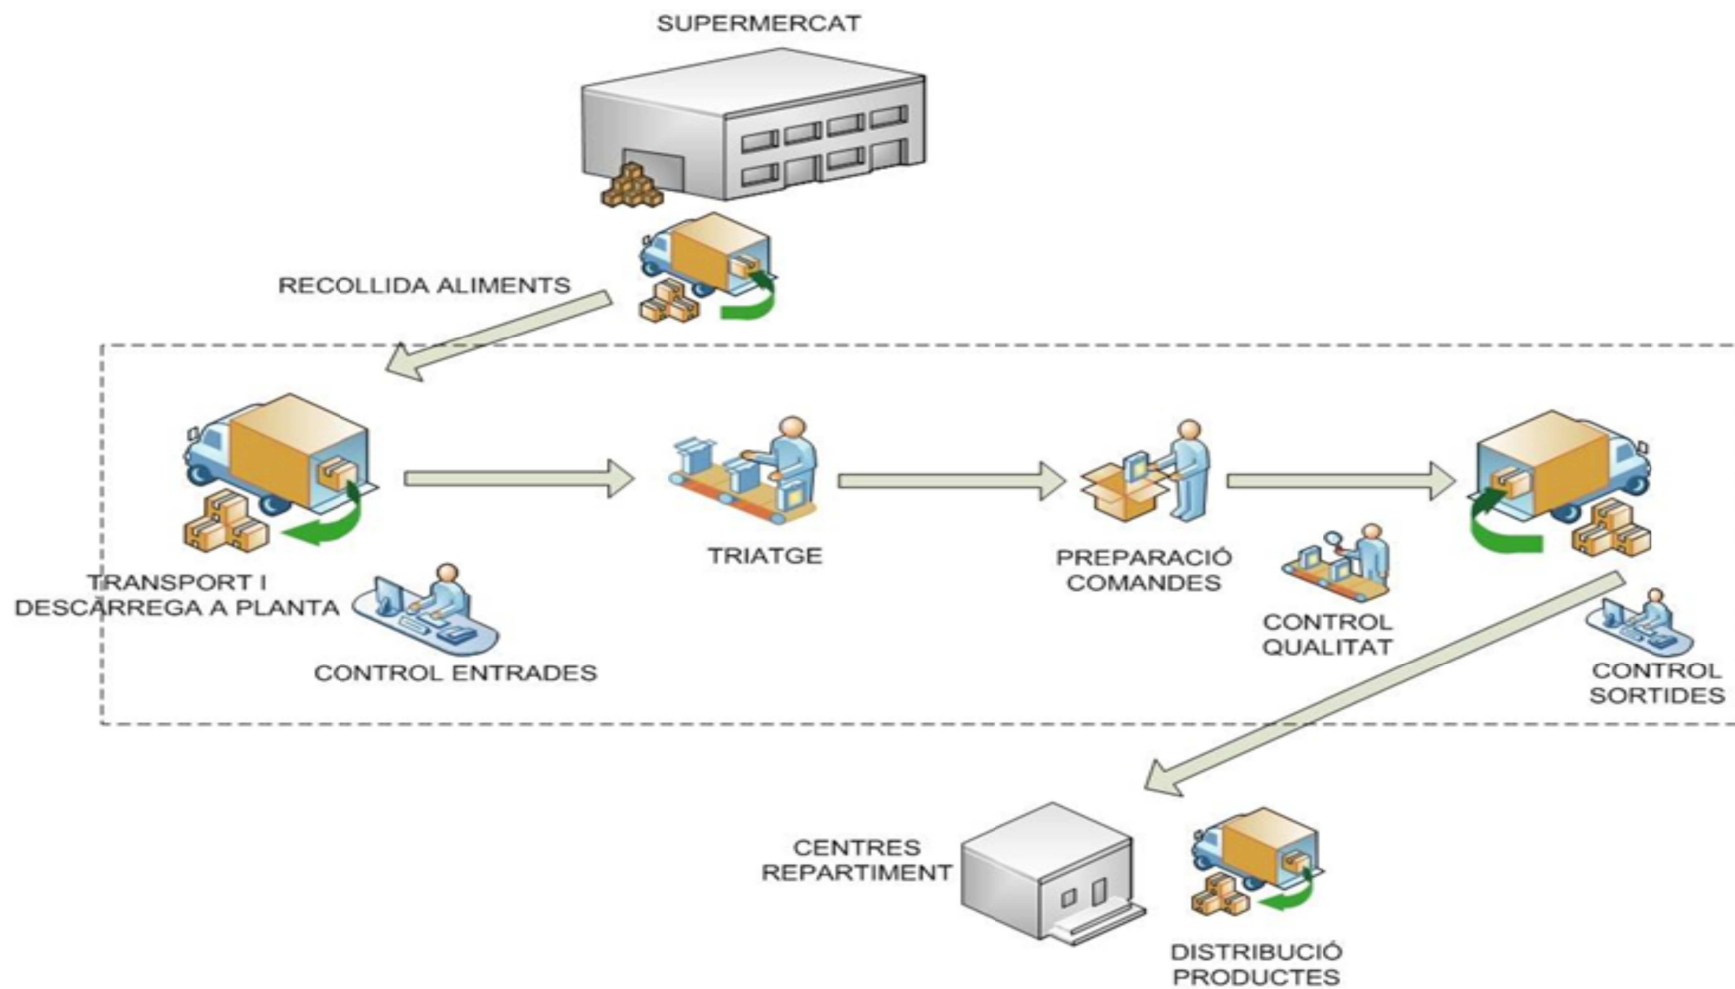 SUPERMERCAT
RECOLLIDA ALIMENTS
TRANSPORT I
DESCÀRREGA A PLANTA
CONTROL ENTRADES
TRIATGE
PREPARACIÓ
COMANDES
CONTROL
QUALITAT
CONTROL
SORTIDES
CENTRES
REPARTIMENT
DISTRIBUCIÓ
PRODUCTES